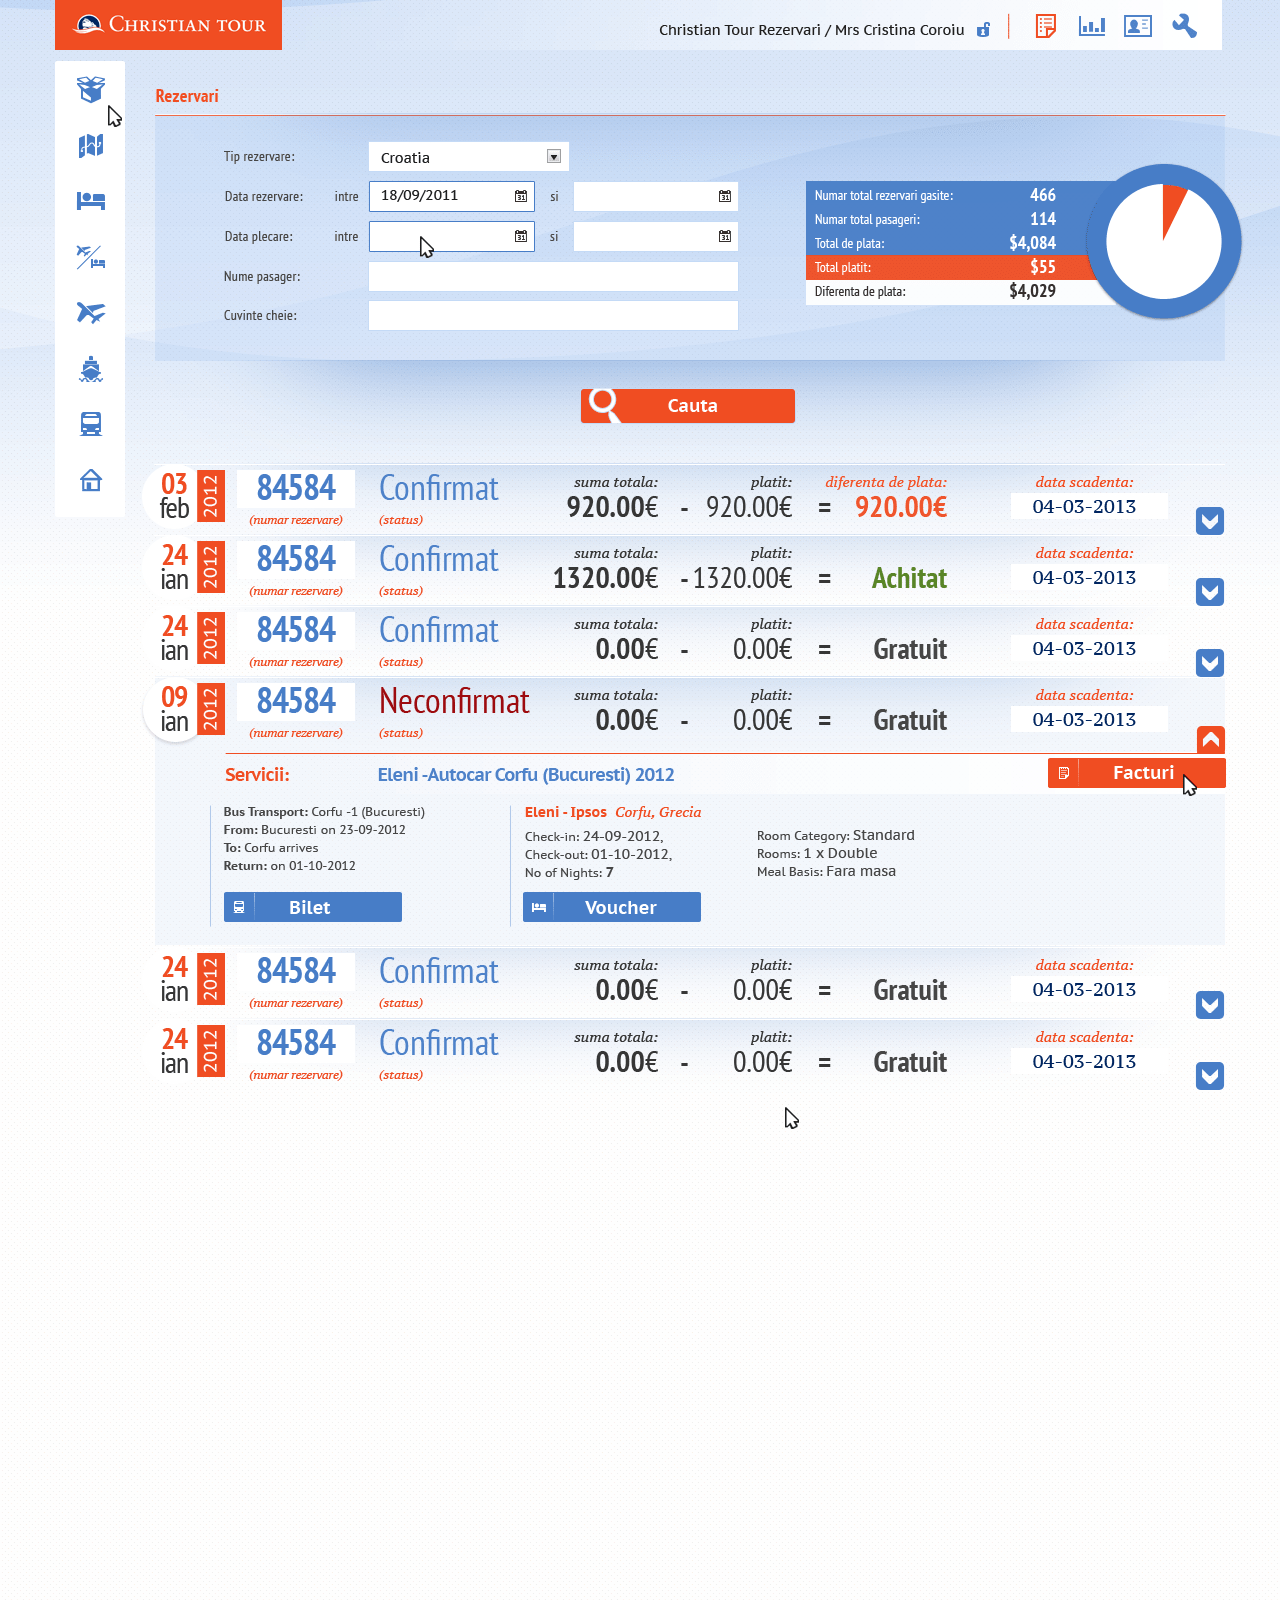 CHRISTIAN TOUR
Christian Tour Rezervari / Mrs Cristina Coroiu
Rezervari
Tip rezervare: Croatia
Data rezervare: intre 18/09/2011 31 si 31
Data plecare: intre 31 si 31
Nume pasager:
Cuvinte cheie:
Numar total rezervari gasite: 466
Numar total pasageri: 114
Total de plata: $4,084
Total platit: $55
Diferenta de plata: $4,029
Cauta
03 feb 2012 84584 (numar rezervare) Confirmat (status) suma totala: 920.00€ - platit: 920.00€ = diferenta de plata: 920.00€ data scadenta: 04-03-2013
24 ian 2012 84584 (numar rezervare) Confirmat (status) suma totala: 1320.00€ - platit: 1320.00€ = Achitat data scadenta: 04-03-2013
24 ian 2012 84584 (numar rezervare) Confirmat (status) suma totala: 0.00€ - platit: 0.00€ = Gratuit data scadenta: 04-03-2013
09 ian 2012 84584 (numar rezervare) Neconfirmat (status) suma totala: 0.00€ - platit: 0.00€ = Gratuit data scadenta: 04-03-2013
Servicii: Eleni -Autocar Corfu (Bucuresti) 2012 Facturi
Bus Transport: Corfu -1 (Bucuresti)
From: Bucuresti on 23-09-2012
To: Corfu arrives
Return: on 01-10-2012
Bilet
Eleni - Ipsos Corfu, Grecia
Check-in: 24-09-2012,
Check-out: 01-10-2012,
No of Nights: 7
Voucher
Room Category: Standard
Rooms: 1 x Double
Meal Basis: Fara masa
24 ian 2012 84584 (numar rezervare) Confirmat (status) suma totala: 0.00€ - platit: 0.00€ = Gratuit data scadenta: 04-03-2013
24 ian 2012 84584 (numar rezervare) Confirmat (status) suma totala: 0.00€ - platit: 0.00€ = Gratuit data scadenta: 04-03-2013